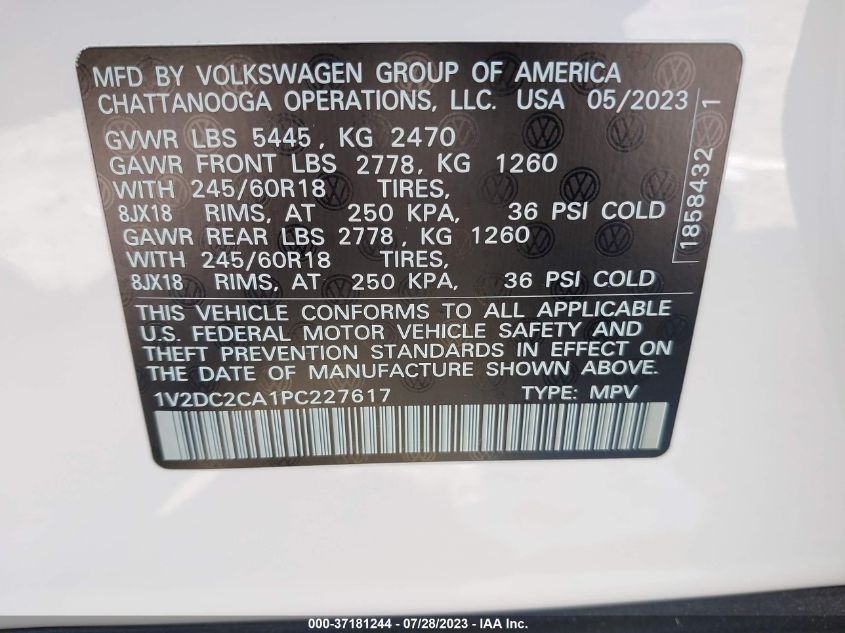 MFD BY VOLKSWAGEN GROUP OF AMERICA
CHATTANOOGA OPERATIONS, LLC. USA 05/2023
GVWR LBS 5445, KG 2470
GAWR FRONT LBS 2778, KG 1260
WITH 245/60R18 TIRES,
8JX18 RIMS, AT 250 KPA, 36 PSI COLD
GAWR REAR LBS 2778, KG 1260
WITH 245/60R18 TIRES,
8JX18 RIMS, AT 250 KPA, 36 PSI COLD
1858432 1
THIS VEHICLE CONFORMS TO ALL APPLICABLE
U.S. FEDERAL MOTOR VEHICLE SAFETY AND
THEFT PREVENTION STANDARDS IN EFFECT ON
THE DATE OF MANUFACTURE SHOWN ABOVE.
1V2DC2CA1PC227617 TYPE: MPV
000-37181244 / 07/28/2023 - IAA Inc.